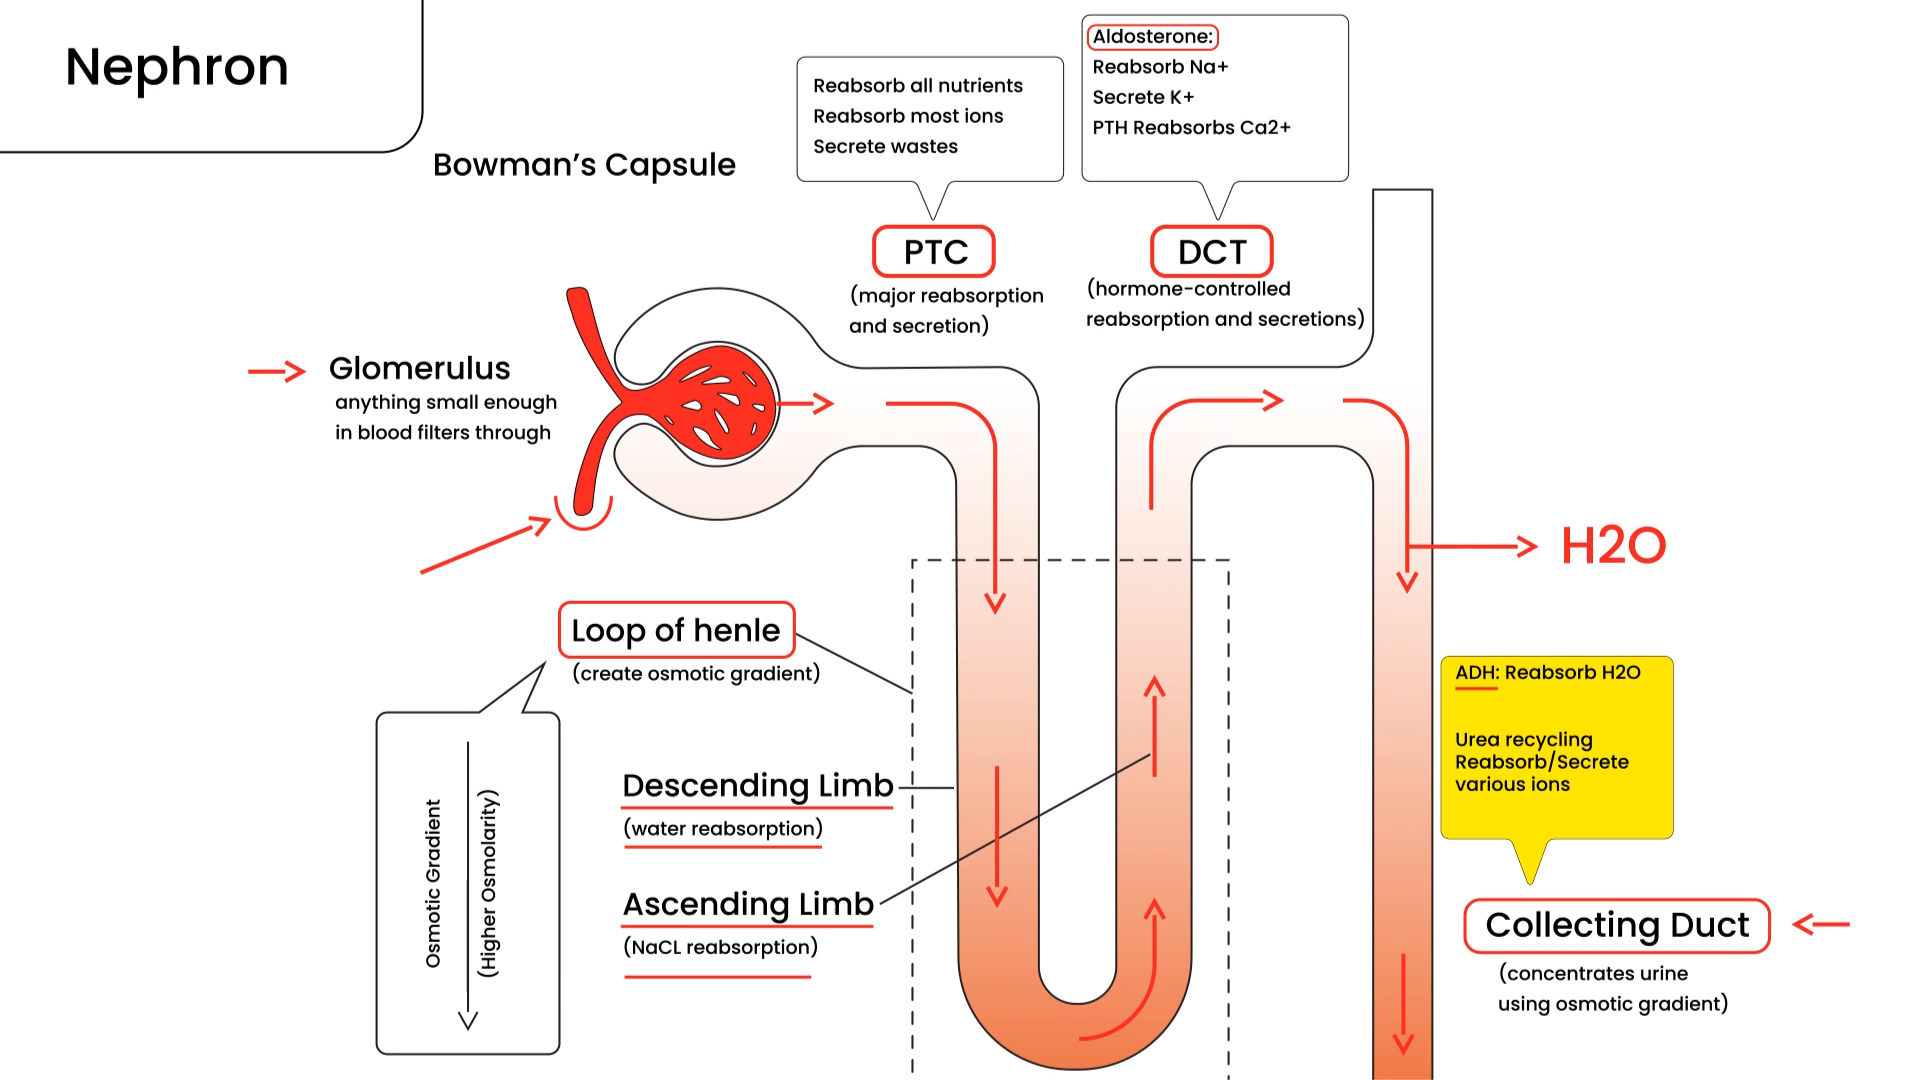 Nephron
Bowman's Capsule
Reabsorb all nutrients
Reabsorb most ions
Secrete wastes
Aldosterone:
Reabsorb Na+
Secrete K+
PTH Reabsorbs Ca2+
PTC
(major reabsorption
and secretion)
DCT
(hormone-controlled
reabsorption and secretions)
Glomerulus
anything small enough
in blood filters through
H2O
Loop of henle
(create osmotic gradient)
Osmotic Gradient
(Higher Osmolarity)
Descending Limb
(water reabsorption)
Ascending Limb
(NaCL reabsorption)
ADH: Reabsorb H2O
Urea recycling
Reabsorb/Secrete
various ions
Collecting Duct
(concentrates urine
using osmotic gradient)